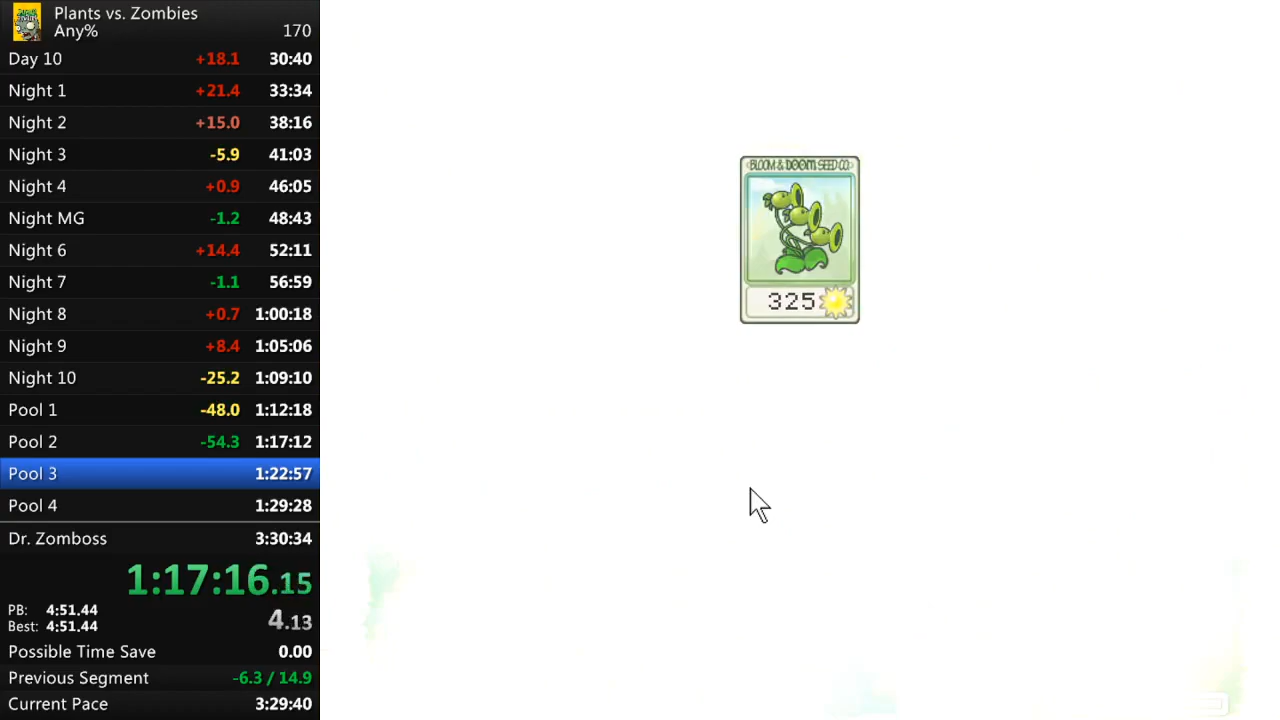 Plants vs. Zombies
Any% 170
Day 10 +18.1 30:40
Night 1 +21.4 33:34
Night 2 +15.0 38:16
Night 3 -5.9 41:03
Night 4 +0.9 46:05
Night MG -1.2 48:43
Night 6 +14.4 52:11
Night 7 -1.1 56:59
Night 8 +0.7 1:00:18
Night 9 +8.4 1:05:06
Night 10 -25.2 1:09:10
Pool 1 -48.0 1:12:18
Pool 2 -54.3 1:17:12
Pool 3 1:22:57
Pool 4 1:29:28
Dr. Zomboss 3:30:34
1:17:16.15
PB: 4:51.44
Best: 4:51.44
4.13
Possible Time Save 0.00
Previous Segment -6.3 / 14.9
Current Pace 3:29:40
BLOOM & DOOM SEED CO
325